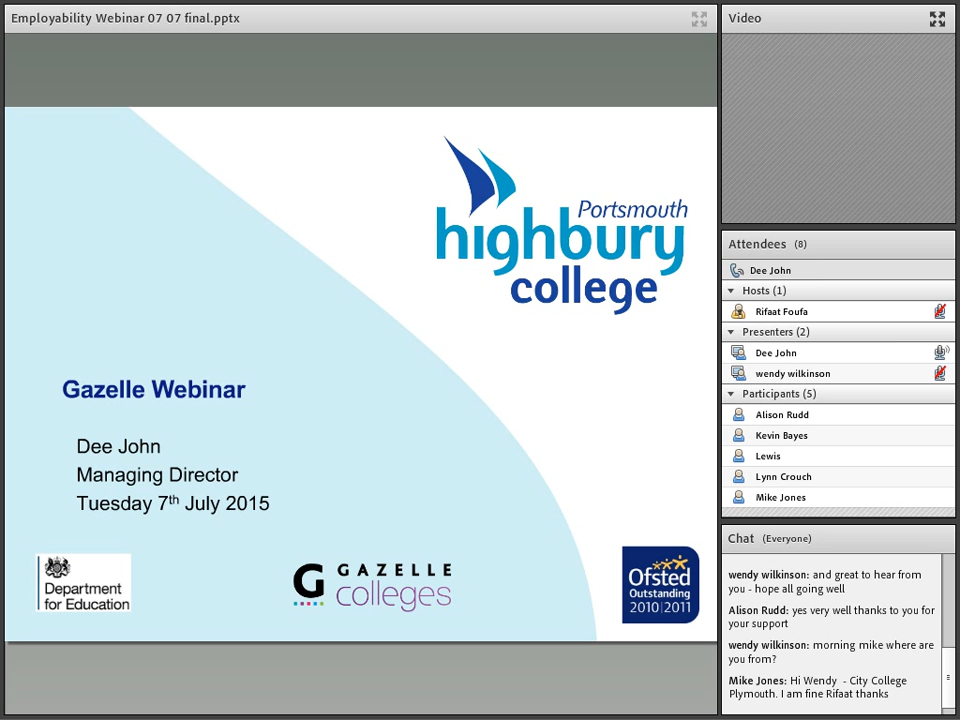 Employability Webinar 07 07 final.pptx
Portsmouth
highbury
college
Gazelle Webinar
Dee John
Managing Director
Tuesday 7th July 2015
Department
for Education
G GAZELLE
colleges
Ofsted
Outstanding
2010|2011
Video
Attendees (8)
Dee John
Hosts (1)
Rifaat Foufa
Presenters (2)
Dee John
wendy wilkinson
Participants (5)
Alison Rudd
Kevin Bayes
Lewis
Lynn Crouch
Mike Jones
Chat (Everyone)
wendy wilkinson: and great to hear from
you - hope all going well
Alison Rudd: yes very well thanks to you for
your support
wendy wilkinson: morning mike where are
you from?
Mike Jones: Hi Wendy - City College
Plymouth. I am fine Rifaat thanks